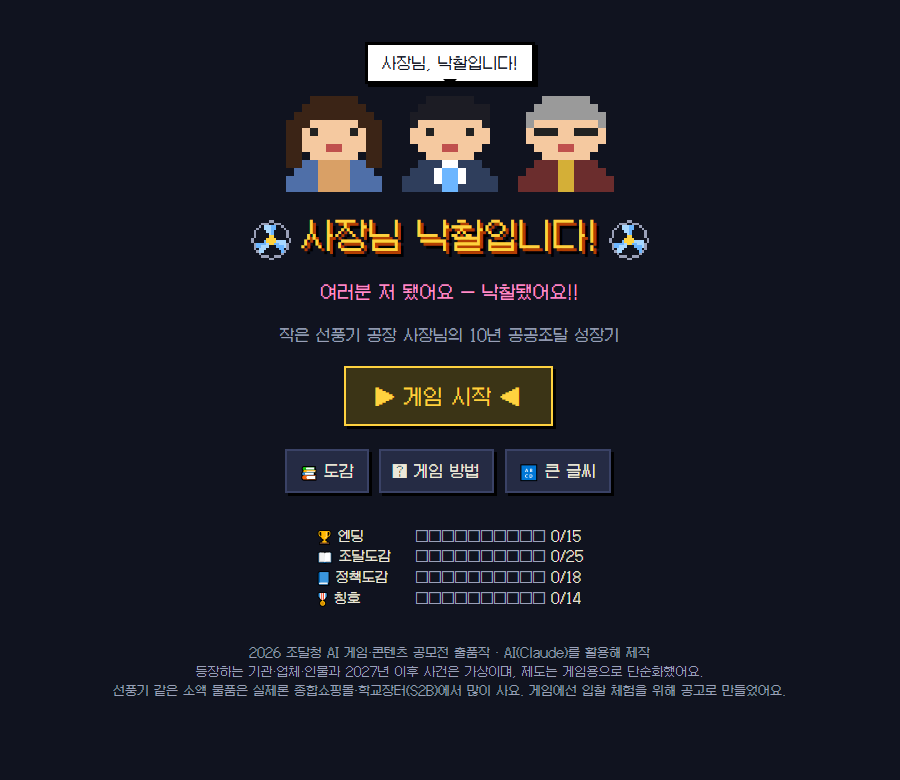 사장님, 낙찰입니다!
사장님 낙찰입니다!
여러분 저 됐어요 — 낙찰됐어요!!
작은 선풍기 공장 사장님의 10년 공공조달 성장기
▶ 게임 시작 ◀
도감
? 게임 방법
큰 글씨
엔딩 □□□□□□□□□□ 0/15
조달도감 □□□□□□□□□□ 0/25
정책도감 □□□□□□□□□□ 0/18
칭호 □□□□□□□□□□ 0/14
2026 조달청 AI 게임·콘텐츠 공모전 출품작 · AI(Claude)를 활용해 제작
등장하는 기관·업체·인물과 2027년 이후 사건은 가상이며, 제도는 게임용으로 단순화했어요.
선풍기 같은 소액 물품은 실제론 종합쇼핑몰·학교장터(S2B)에서 많이 사요. 게임에선 입찰 체험을 위해 공고로 만들었어요.